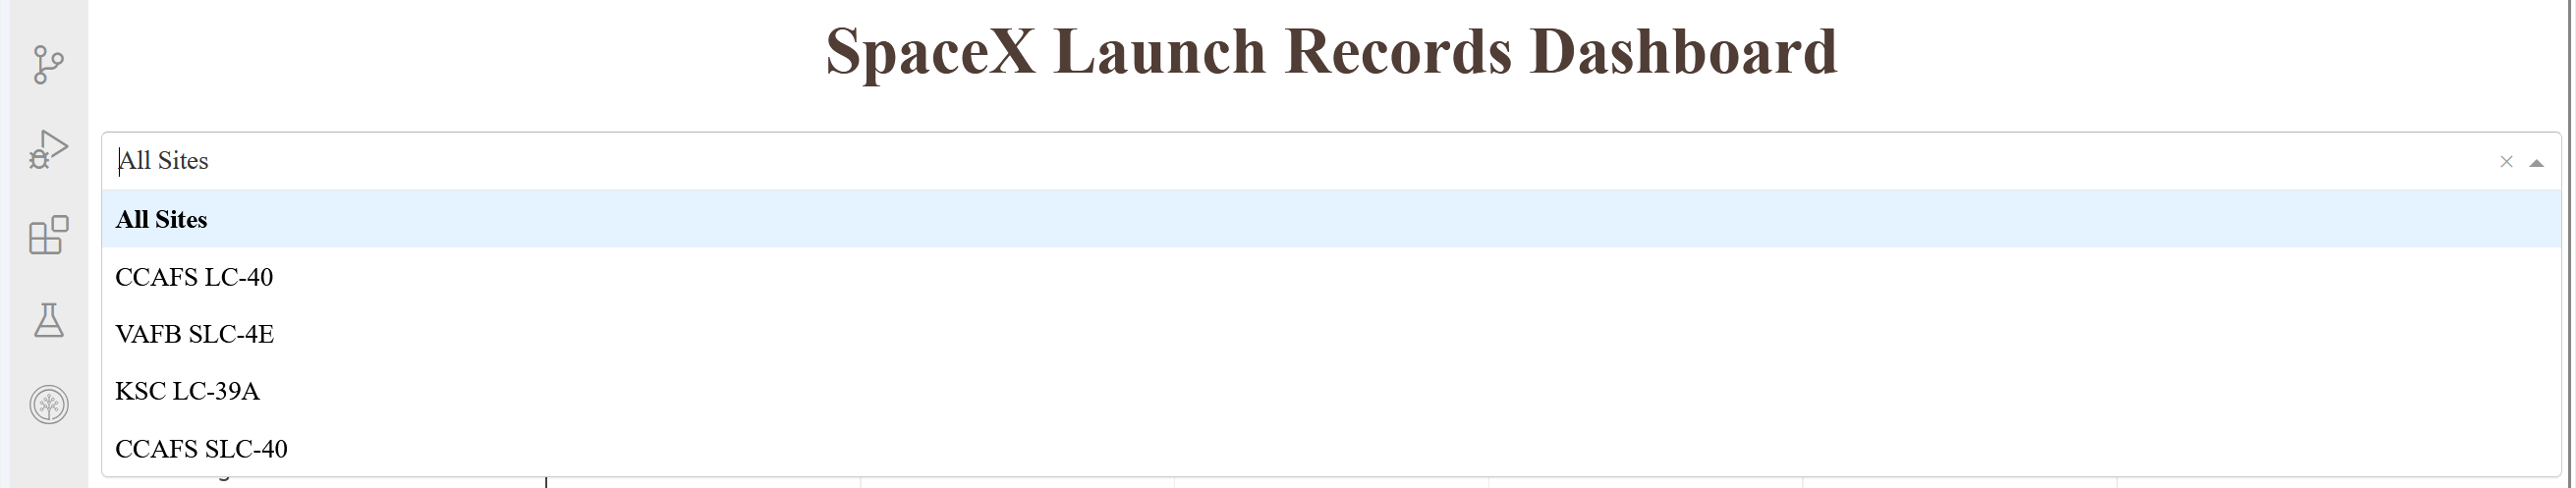 SpaceX Launch Records Dashboard
All Sites
All Sites
CCAFS LC-40
VAFB SLC-4E
KSC LC-39A
CCAFS SLC-40